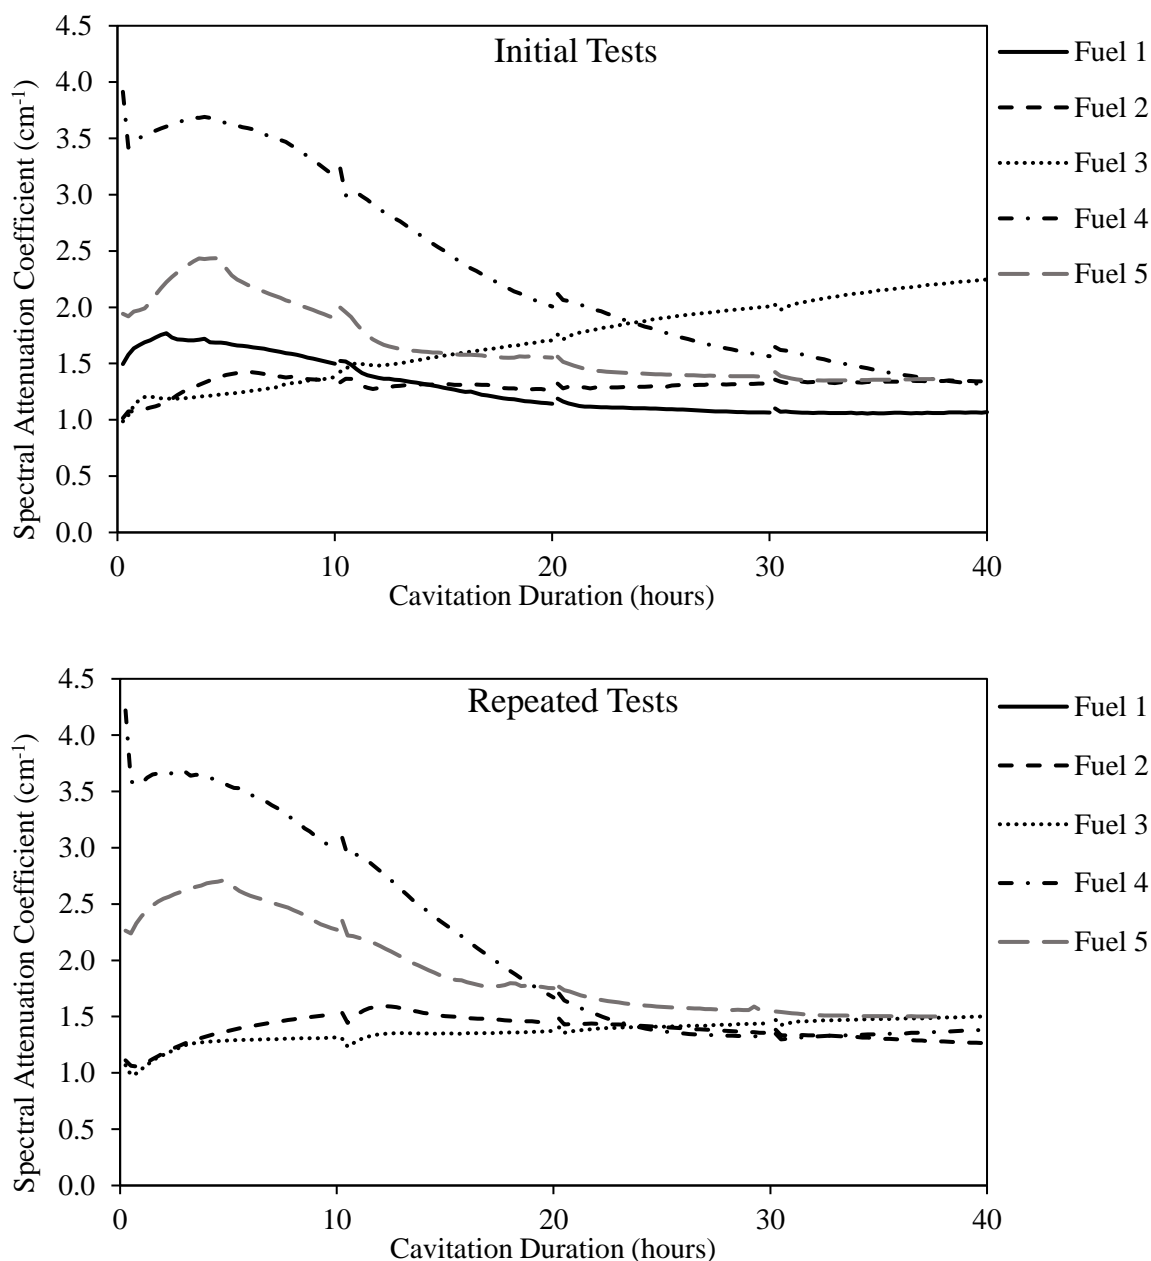 Initial Tests
Spectral Attenuation Coefficient (cm-1)
4.5
4.0
3.5
3.0
2.5
2.0
1.5
1.0
0.5
0.0
0 10 20 30 40
Cavitation Duration (hours)
Fuel 1
Fuel 2
Fuel 3
Fuel 4
Fuel 5
Repeated Tests
Spectral Attenuation Coefficient (cm-1)
4.5
4.0
3.5
3.0
2.5
2.0
1.5
1.0
0.5
0.0
0 10 20 30 40
Cavitation Duration (hours)
Fuel 1
Fuel 2
Fuel 3
Fuel 4
Fuel 5